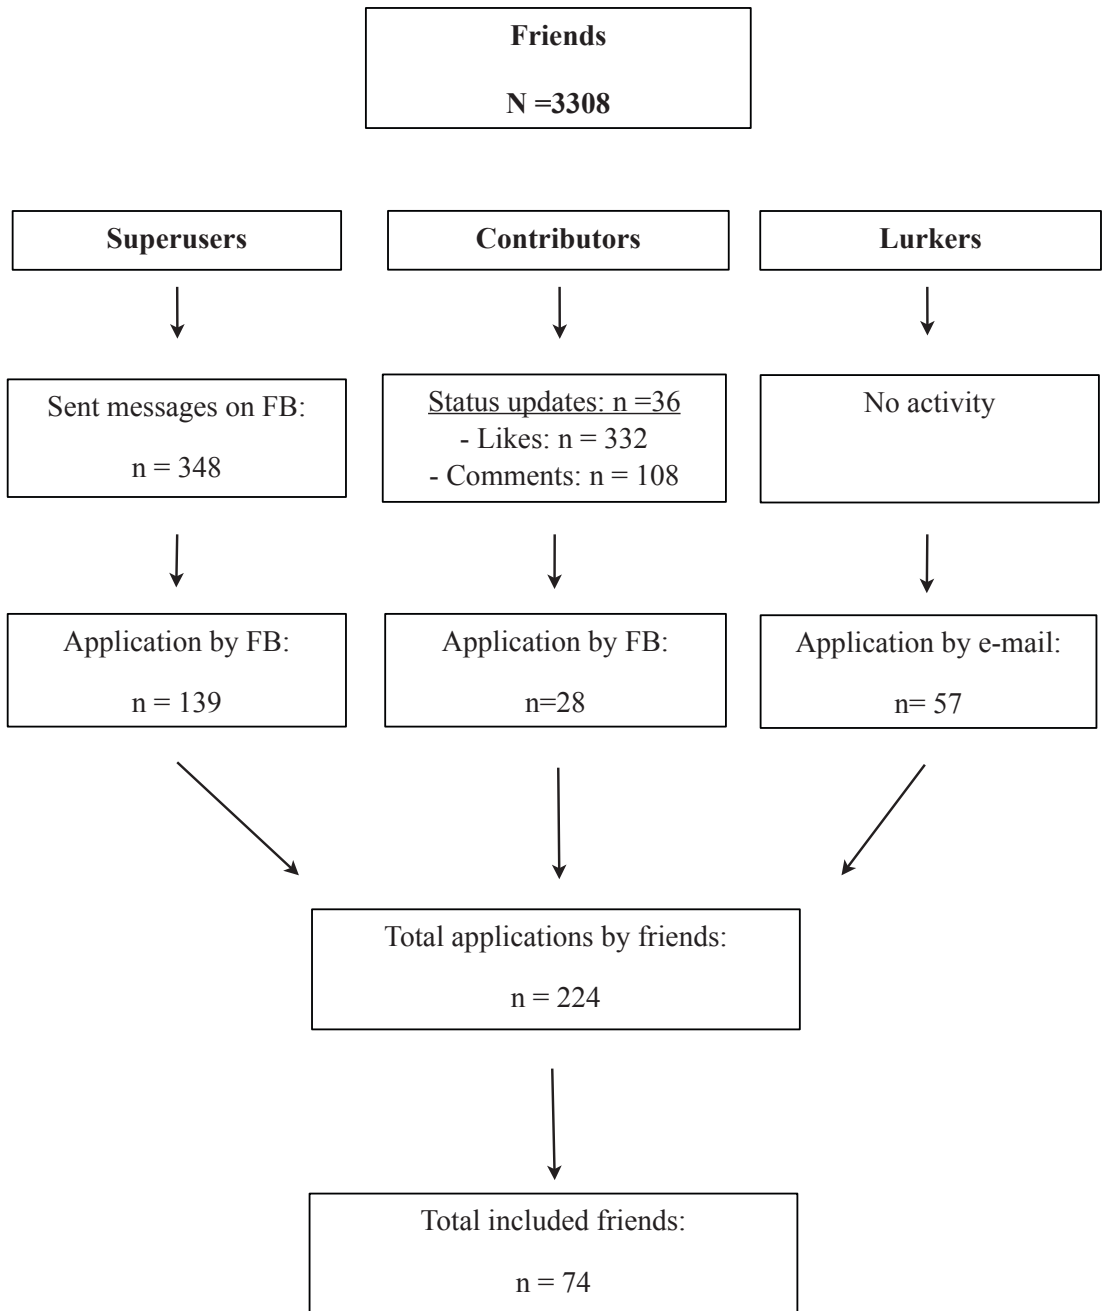 Friends
N =3308
Superusers
Contributors
Lurkers
Sent messages on FB:
n = 348
Status updates: n =36
- Likes: n = 332
- Comments: n = 108
No activity
Application by FB:
n = 139
Application by FB:
n=28
Application by e-mail:
n= 57
Total applications by friends:
n = 224
Total included friends:
n = 74